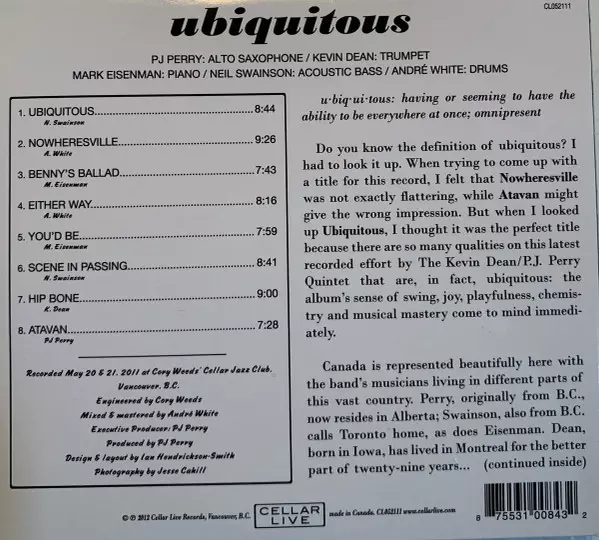 CL052111
ubiquitous
PJ PERRY: ALTO SAXOPHONE / KEVIN DEAN: TRUMPET
MARK EISENMAN: PIANO / NEIL SWAINSON: ACOUSTIC BASS / ANDRÉ WHITE: DRUMS
1. UBIQUITOUS........................................8:44
N. Swainson
2. NOWHERESVILLE...................................9:26
A. White
3. BENNY'S BALLAD..................................7:43
M. Eisenman
4. EITHER WAY........................................8:16
A. White
5. YOU'D BE...........................................7:59
M. Eisenman
6. SCENE IN PASSING...............................8:41
N. Swainson
7. HIP BONE...........................................9:00
K. Dean
8. ATAVAN.............................................7:28
PJ Perry
Recorded May 20 & 21. 2011 at Cory Weeds' Cellar Jazz Club.
Vancouver. B.C.
Engineered by Cory Weeds
Mixed & mastered by André White
Executive Producer: PJ Perry
Produced by PJ Perry
Design & layout by Ian Hendrickson-Smith
Photography by Jesse Cahill
u·biq·ui·tous: having or seeming to have the
ability to be everywhere at once; omnipresent
Do you know the definition of ubiquitous? I
had to look it up. When trying to come up with
a title for this record, I felt that Nowheresville
was not exactly flattering, while Atavan might
give the wrong impression. But when I looked
up Ubiquitous, I thought it was the perfect title
because there are so many qualities on this latest
recorded effort by The Kevin Dean/P.J. Perry
Quintet that are, in fact, ubiquitous: the
album's sense of swing, joy, playfulness, chemis-
try and musical mastery come to mind immedi-
ately.
Canada is represented beautifully here with
the band's musicians living in different parts of
this vast country. Perry, originally from B.C.,
now resides in Alberta; Swainson, also from B.C.
calls Toronto home, as does Eisenman. Dean,
born in Iowa, has lived in Montreal for the better
part of twenty-nine years... (continued inside)
© ℗ 2012 Cellar Live Records, Vancouver, B.C.
CELLAR
LIVE
made in Canada. CL052111 www.cellarlive.com
8 75531 00843 2